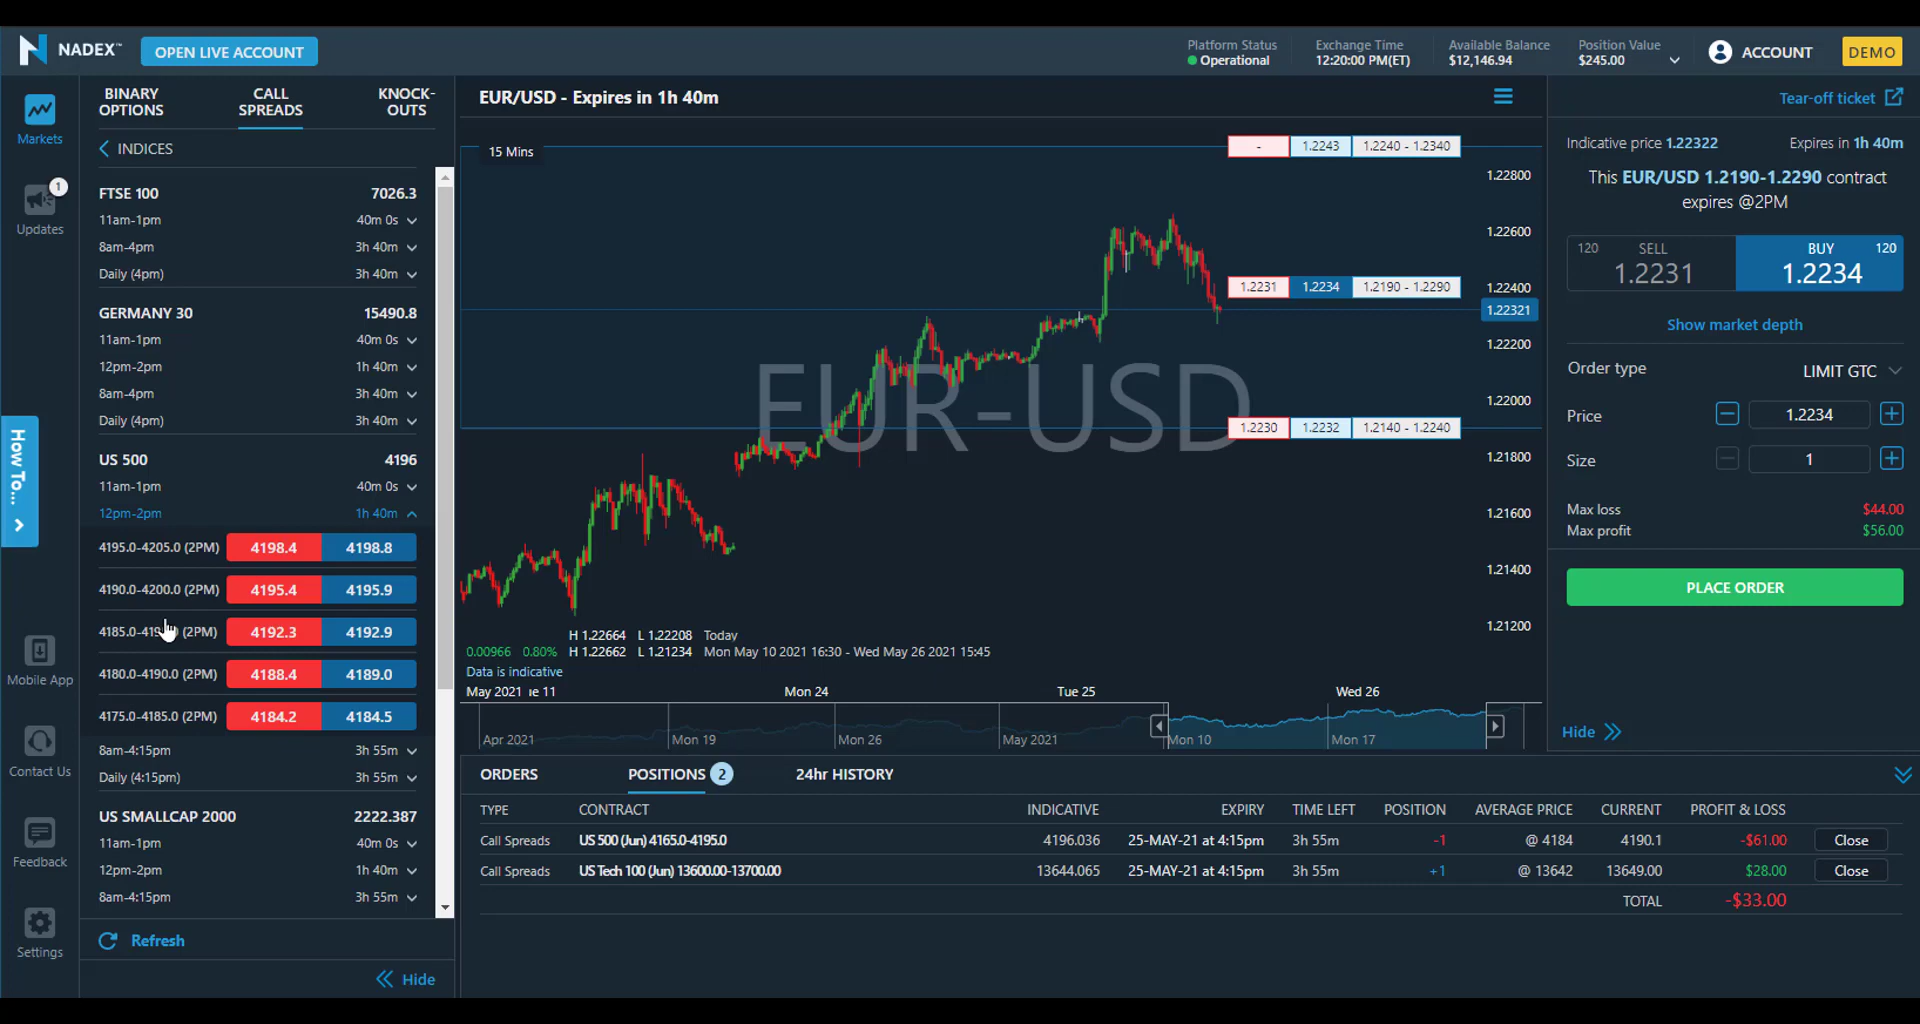 NADEX™
OPEN LIVE ACCOUNT
Platform Status
Operational
Exchange Time
12:20:00 PM(ET)
Available Balance
$12,146.94
Position Value
$245.00
ACCOUNT
DEMO
Markets
Updates
1
How To...
Mobile App
Contact Us
Feedback
Settings
BINARY OPTIONS
CALL SPREADS
KNOCK-OUTS
INDICES
FTSE 100 7026.3
11am-1pm 40m 0s
8am-4pm 3h 40m
Daily (4pm) 3h 40m
GERMANY 30 15490.8
11am-1pm 40m 0s
12pm-2pm 1h 40m
8am-4pm 3h 40m
Daily (4pm) 3h 40m
US 500 4196
11am-1pm 40m 0s
12pm-2pm 1h 40m
4195.0-4205.0 (2PM) 4198.4 4198.8
4190.0-4200.0 (2PM) 4195.4 4195.9
4185.0-419 (2PM) 4192.3 4192.9
4180.0-4190.0 (2PM) 4188.4 4189.0
4175.0-4185.0 (2PM) 4184.2 4184.5
8am-4:15pm 3h 55m
Daily (4:15pm) 3h 55m
US SMALLCAP 2000 2222.387
11am-1pm 40m 0s
12pm-2pm 1h 40m
8am-4:15pm 3h 55m
Refresh
Hide
EUR/USD - Expires in 1h 40m
15 Mins
- 1.2243 1.2240 - 1.2340
1.22800
1.22600
1.2231 1.2234 1.2190 - 1.2290
1.22400
1.22321
1.22200
EUR-USD
1.22000
1.2230 1.2232 1.2140 - 1.2240
1.21800
1.21600
1.21400
1.21200
H 1.22664 L 1.22208 Today
0.00966 0.80% H 1.22662 L 1.21234 Mon May 10 2021 16:30 - Wed May 26 2021 15:45
Data is indicative
May 2021 ıe 11 Mon 24 Tue 25 Wed 26
Apr 2021 Mon 19 Mon 26 May 2021 Mon 10 Mon 17
Tear-off ticket
Indicative price 1.22322 Expires in 1h 40m
This EUR/USD 1.2190-1.2290 contract
expires @2PM
120 SELL BUY 120
1.2231 1.2234
Show market depth
Order type LIMIT GTC
Price 1.2234
Size 1
Max loss $44.00
Max profit $56.00
PLACE ORDER
Hide
ORDERS POSITIONS 2 24hr HISTORY
TYPE CONTRACT INDICATIVE EXPIRY TIME LEFT POSITION AVERAGE PRICE CURRENT PROFIT & LOSS
Call Spreads US 500 (Jun) 4165.0-4195.0 4196.036 25-MAY-21 at 4:15pm 3h 55m -1 @ 4184 4190.1 -$61.00 Close
Call Spreads US Tech 100 (Jun) 13600.00-13700.00 13644.065 25-MAY-21 at 4:15pm 3h 55m +1 @ 13642 13649.00 $28.00 Close
TOTAL -$33.00